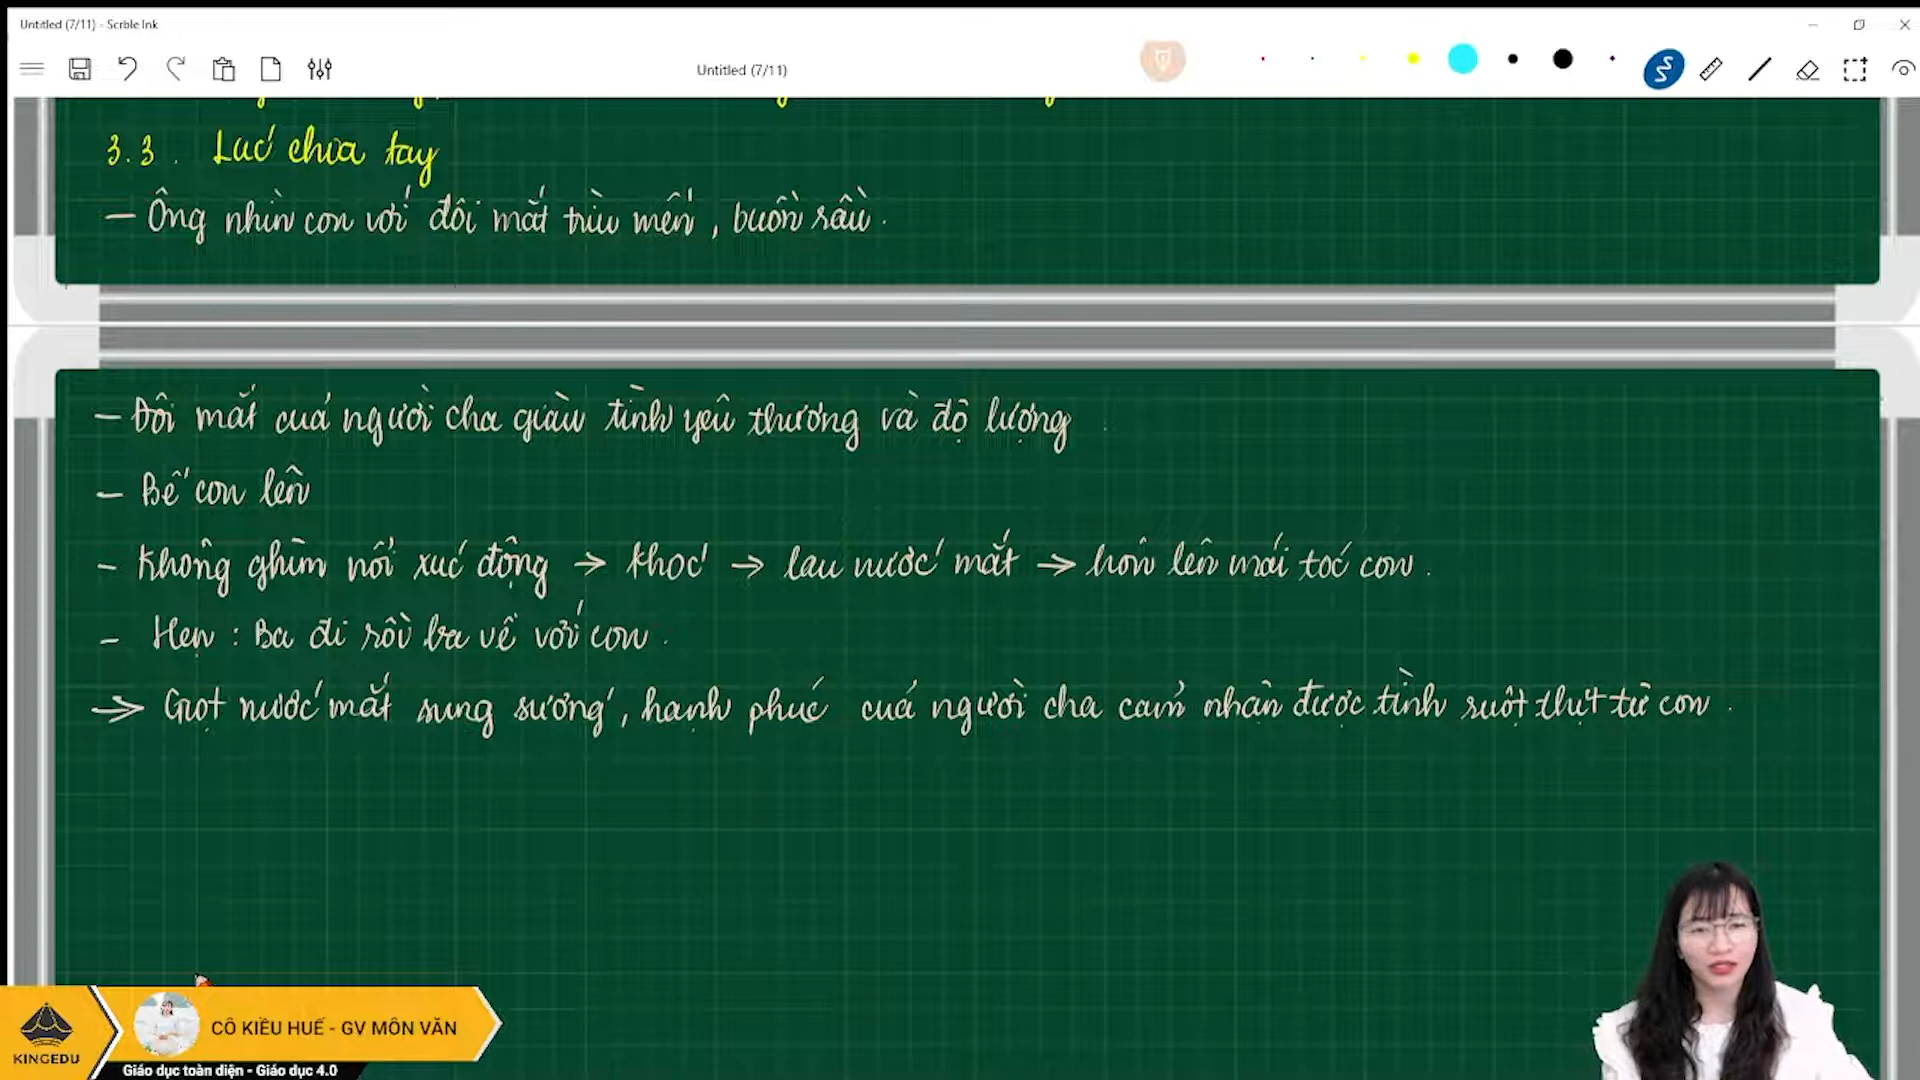 Untitled (7/11) - Scrble Ink
Untitled (7/11)
3.3. Lúc chia tay
– Ông nhìn con với đôi mắt trìu mến, buồn rầu.
– Đôi mắt của người cha giàu tình yêu thương và độ lượng
– Bế con lên
– Không ghìm nổi xúc động → khóc → lau nước mắt → hôn lên mái tóc con.
– Hẹn : Ba đi rồi ba về với con.
→ Giọt nước mắt sung sướng, hạnh phúc của người cha cảm nhận được tình ruột thịt từ con.
CÔ KIỀU HUẾ - GV MÔN VĂN
KINGEDU
Giáo dục toàn diện - Giáo dục 4.0